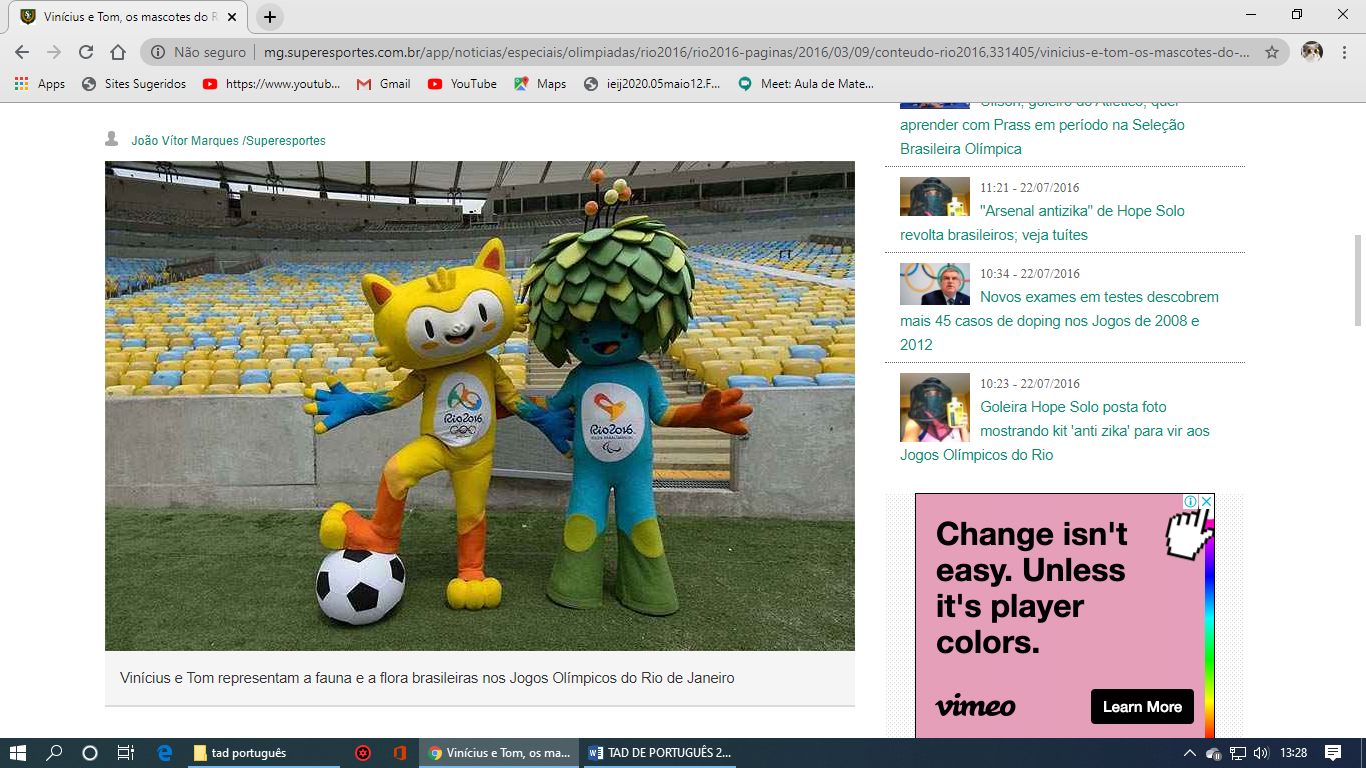 Vinícius e Tom, os mascotes do R
Não seguro
mg.superesportes.com.br/app/noticias/especiais/olimpiadas/rio2016/rio2016-paginas/2016/03/09/conteudo-rio2016,331405/vinicius-e-tom-os-mascotes-do-...
Apps
Sites Sugeridos
https://www.youtub...
Gmail
YouTube
Maps
ieij2020.05maio12.F...
Meet: Aula de Mate...
João Vítor Marques /Superesportes
Rio2016
Rio2016
Vinícius e Tom representam a fauna e a flora brasileiras nos Jogos Olímpicos do Rio de Janeiro
Uilson, goleiro do Atlético, quer
aprender com Prass em período na Seleção
Brasileira Olímpica
11:21 - 22/07/2016
"Arsenal antizika" de Hope Solo
revolta brasileiros; veja tuítes
10:34 - 22/07/2016
Novos exames em testes descobrem
mais 45 casos de doping nos Jogos de 2008 e
2012
10:23 - 22/07/2016
Goleira Hope Solo posta foto
mostrando kit 'anti zika' para vir aos
Jogos Olímpicos do Rio
Change isn't
easy. Unless
it's player
colors.
vimeo
Learn More
tad português
Vinícius e Tom, os ma...
TAD DE PORTUGUÊS 2...
13:28